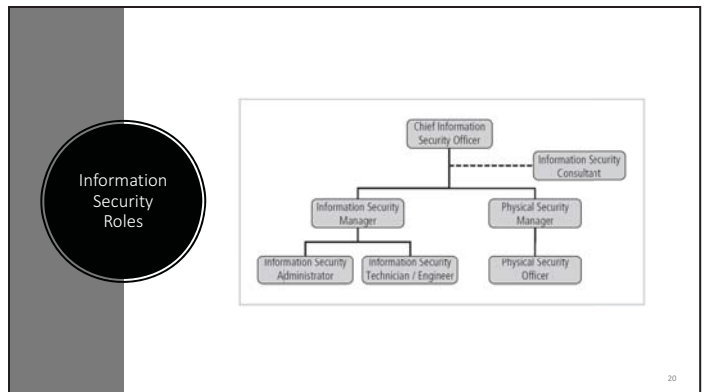 Information
Security
Roles
Chief Information
Security Officer
Information Security
Consultant
Information Security
Manager
Physical Security
Manager
Information Security
Administrator
Information Security
Technician / Engineer
Physical Security
Officer
20